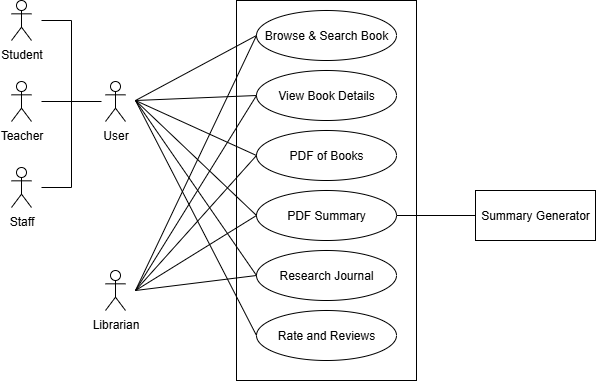 Student
Teacher
Staff
User
Librarian
Browse & Search Book
View Book Details
PDF of Books
PDF Summary
Research Journal
Rate and Reviews
Summary Generator